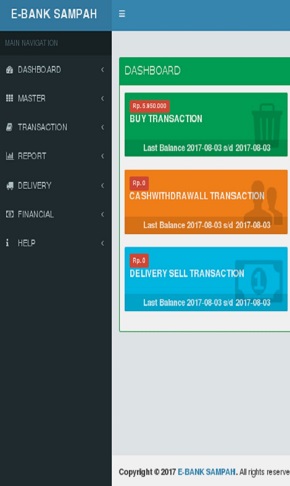 E-BANK SAMPAH
MAIN NAVIGATION
DASHBOARD
MASTER
TRANSACTION
REPORT
DELIVERY
FINANCIAL
HELP
DASHBOARD
Rp. 5.950.000
BUY TRANSACTION
Last Balance 2017-08-03 s/d 2017-08-03
Rp. 0
CASHWITHDRAWALL TRANSACTION
Last Balance 2017-08-03 s/d 2017-08-03
Rp. 0
DELIVERY SELL TRANSACTION
Last Balance 2017-08-03 s/d 2017-08-03
Copyright © 2017 E-BANK SAMPAH. All rights reserve